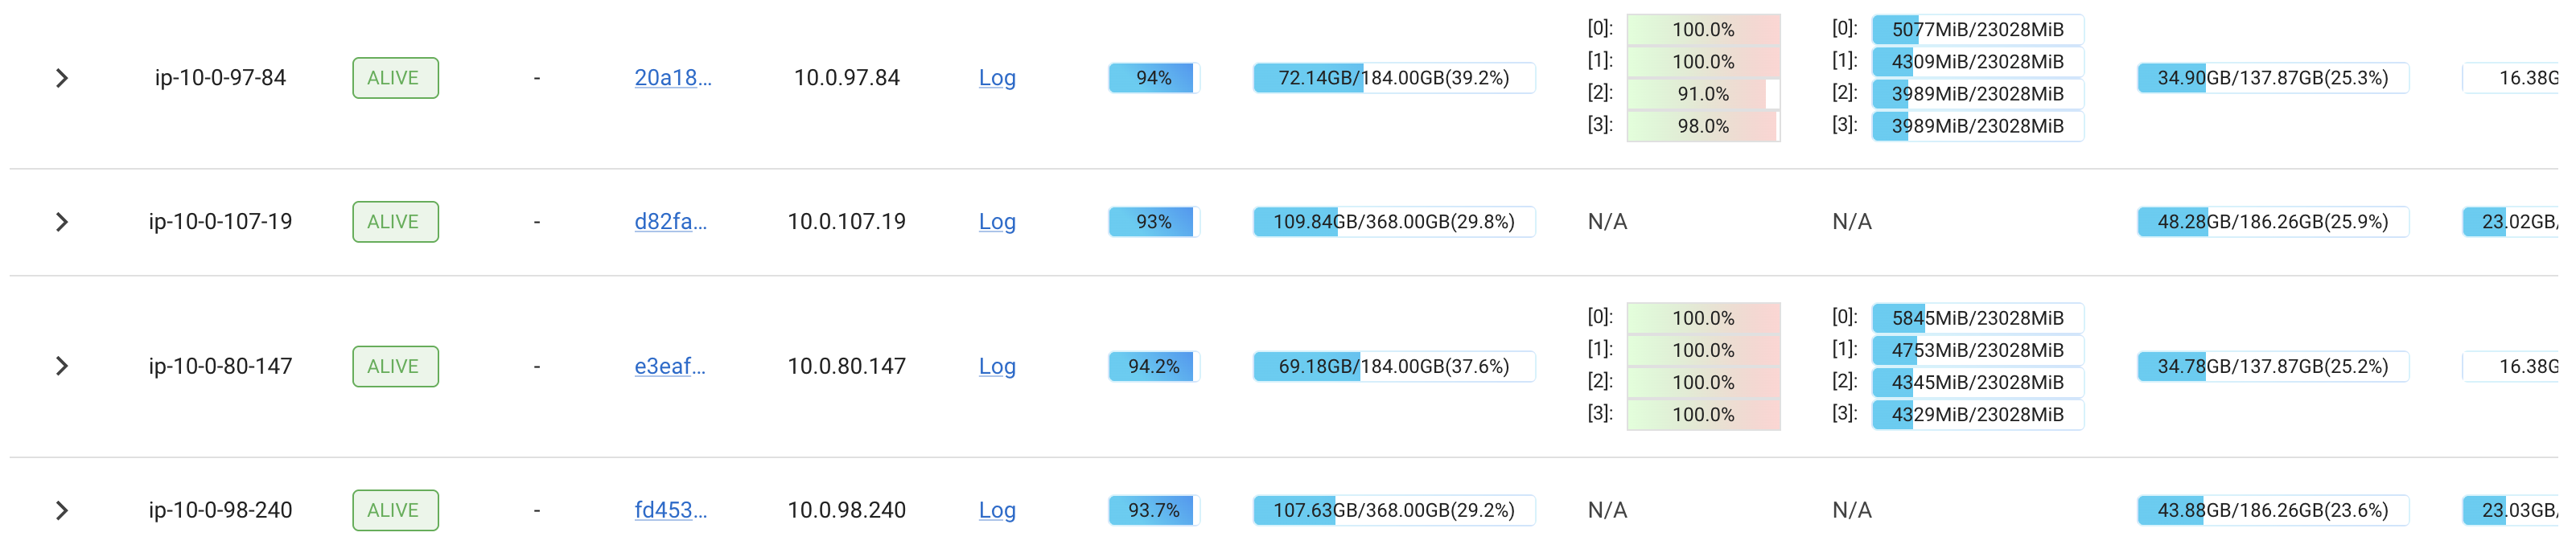 ip-10-0-97-84 ALIVE - 20a18... 10.0.97.84 Log 94% 72.14GB/184.00GB(39.2%) [0]: 100.0% [0]: 5077MiB/23028MiB 34.90GB/137.87GB(25.3%) 16.38G
[1]: 100.0% [1]: 4309MiB/23028MiB
[2]: 91.0% [2]: 3989MiB/23028MiB
[3]: 98.0% [3]: 3989MiB/23028MiB
ip-10-0-107-19 ALIVE - d82fa... 10.0.107.19 Log 93% 109.84GB/368.00GB(29.8%) N/A N/A 48.28GB/186.26GB(25.9%) 23.02GB/
ip-10-0-80-147 ALIVE - e3eaf... 10.0.80.147 Log 94.2% 69.18GB/184.00GB(37.6%) [0]: 100.0% [0]: 5845MiB/23028MiB 34.78GB/137.87GB(25.2%) 16.38G
[1]: 100.0% [1]: 4753MiB/23028MiB
[2]: 100.0% [2]: 4345MiB/23028MiB
[3]: 100.0% [3]: 4329MiB/23028MiB
ip-10-0-98-240 ALIVE - fd453... 10.0.98.240 Log 93.7% 107.63GB/368.00GB(29.2%) N/A N/A 43.88GB/186.26GB(23.6%) 23.03GB/